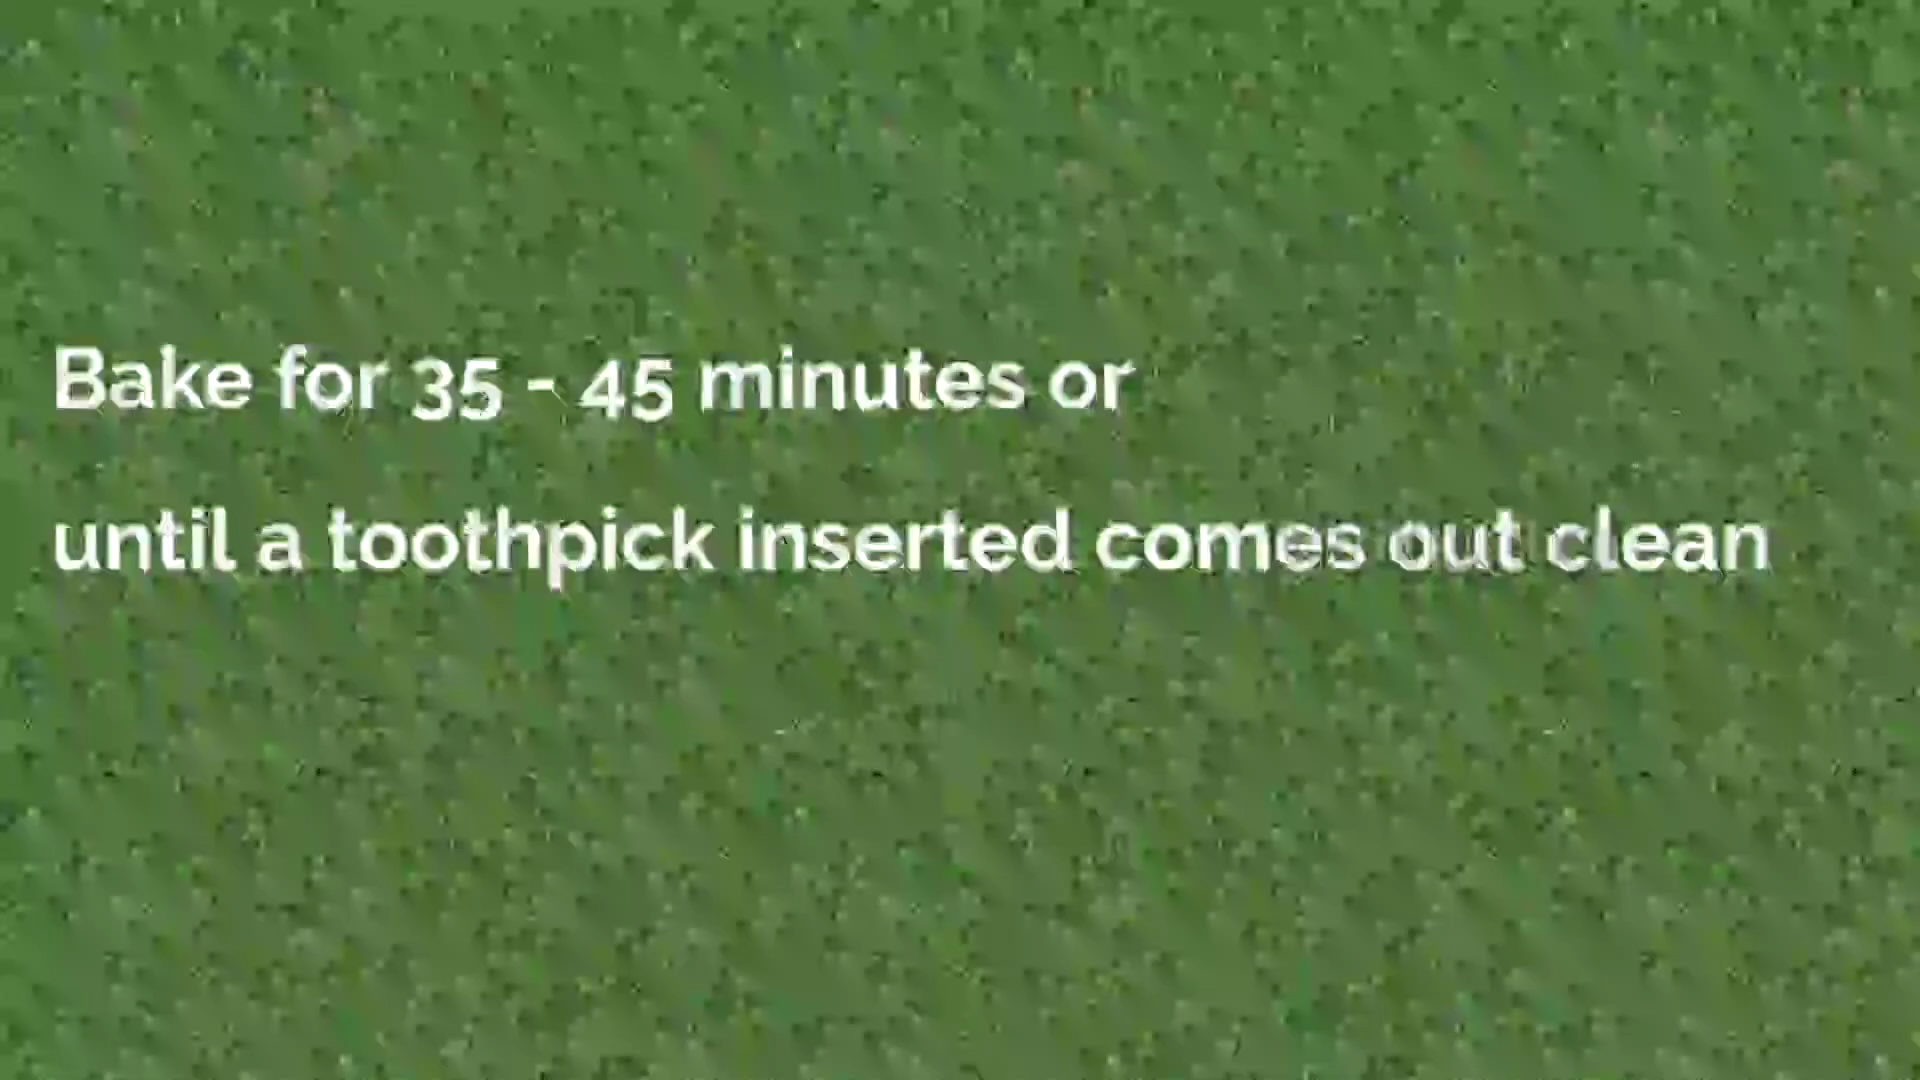 Bake for 35 - 45 minutes or
until a toothpick inserted comes out clean